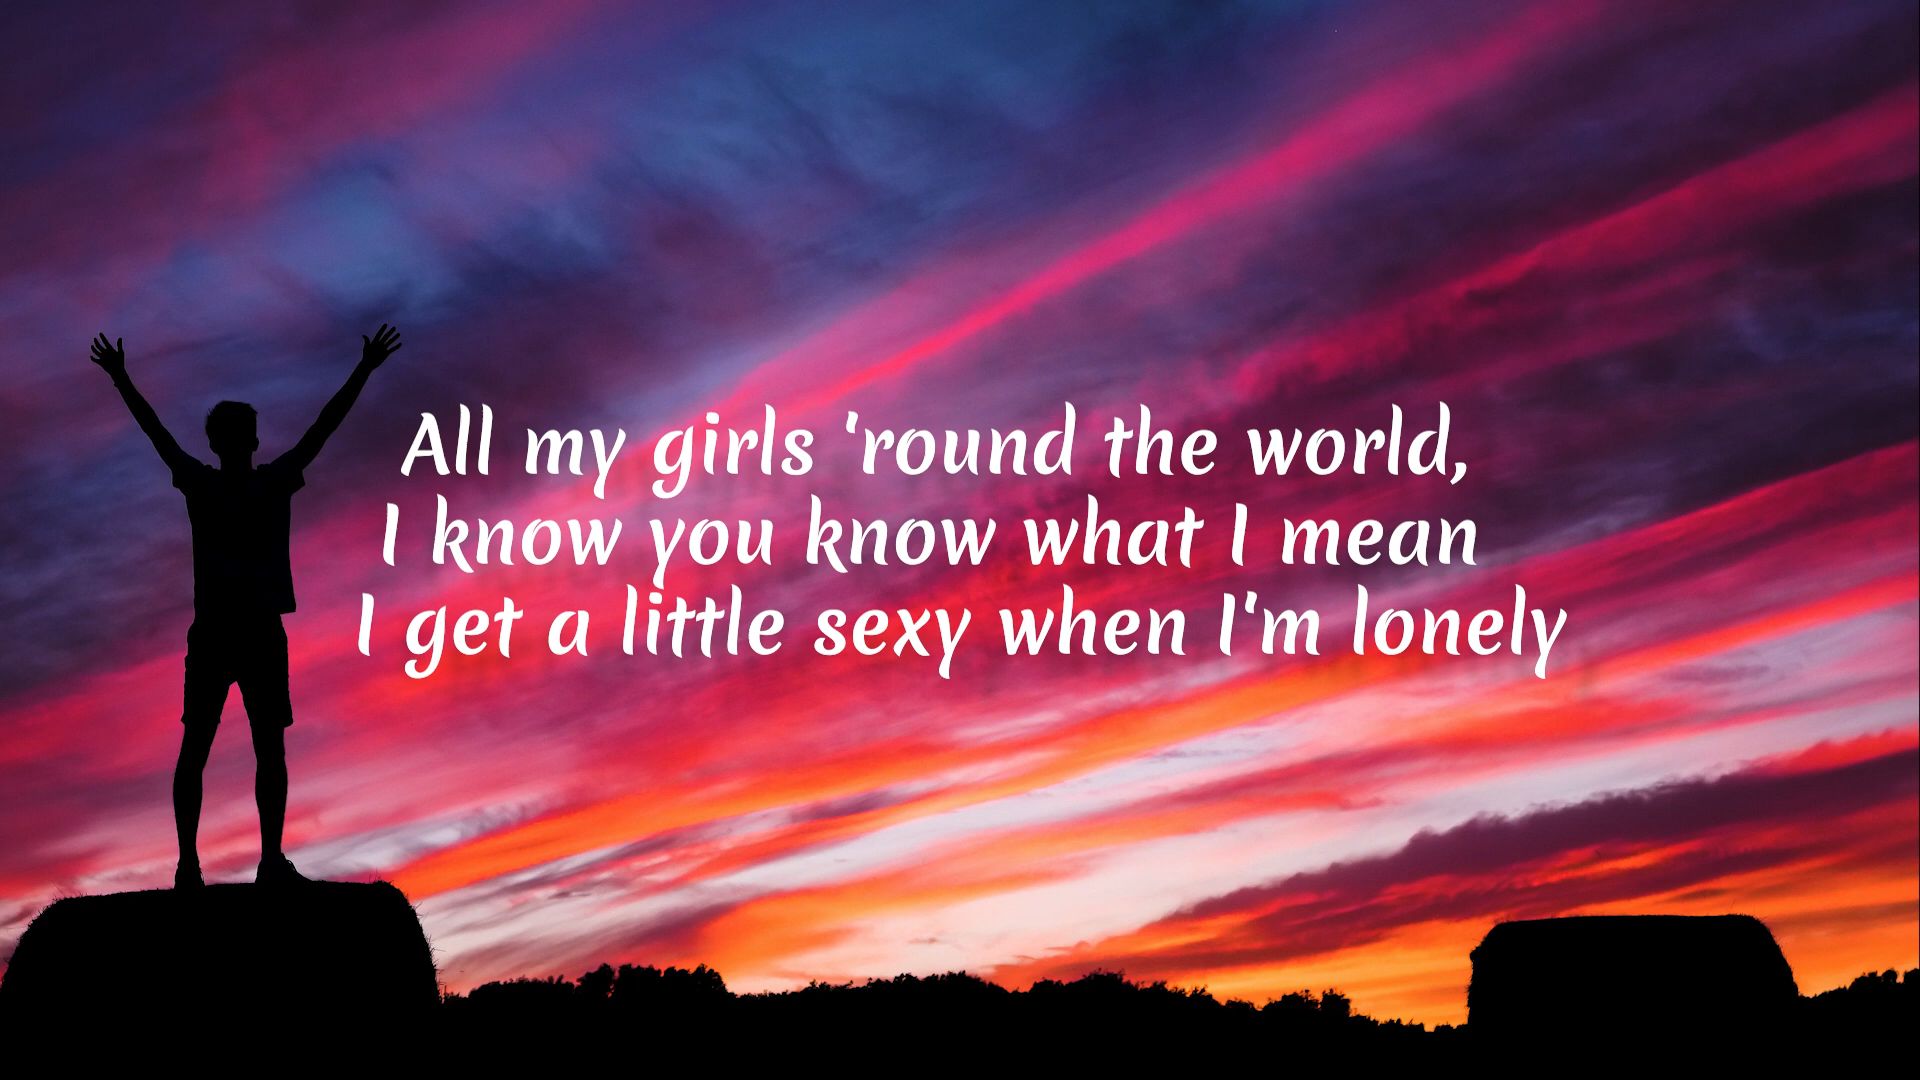 All my girls 'round the world,
I know you know what I mean
I get a little sexy when I'm lonely